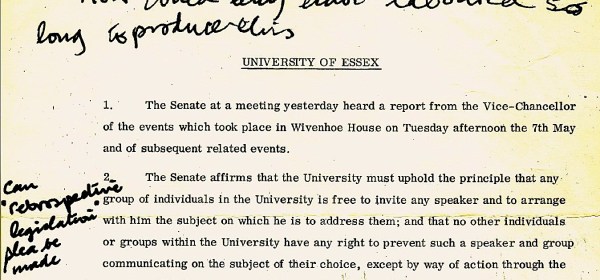 long to produce this
UNIVERSITY OF ESSEX
1. The Senate at a meeting yesterday heard a report from the Vice-Chancellor
of the events which took place in Wivenhoe House on Tuesday afternoon the 7th May
and of subsequent related events.
2. The Senate affirms that the University must uphold the principle that any
group of individuals in the University is free to invite any speaker and to arrange
with him the subject on which he is to address them; and that no other individuals
or groups within the University have any right to prevent such a speaker and group
communicating on the subject of their choice, except by way of action through the
Can
"retrospective
legislation"
made